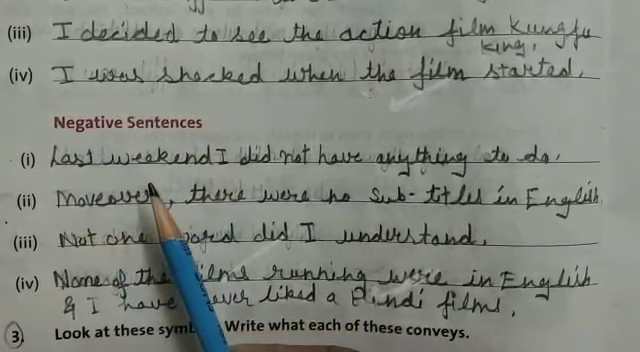 (iii) I decided to see the action film Kungfu
King.
(iv) I was shocked when the film started.
Negative Sentences
(i) Last weekend I did not have anything to do.
(ii) Moveover, there were no sub-titles in English.
(iii) Not one did I understand.
(iv) None of the films running were in English
& I have never liked a Hindi films.
3. Look at these Write what each of these conveys.